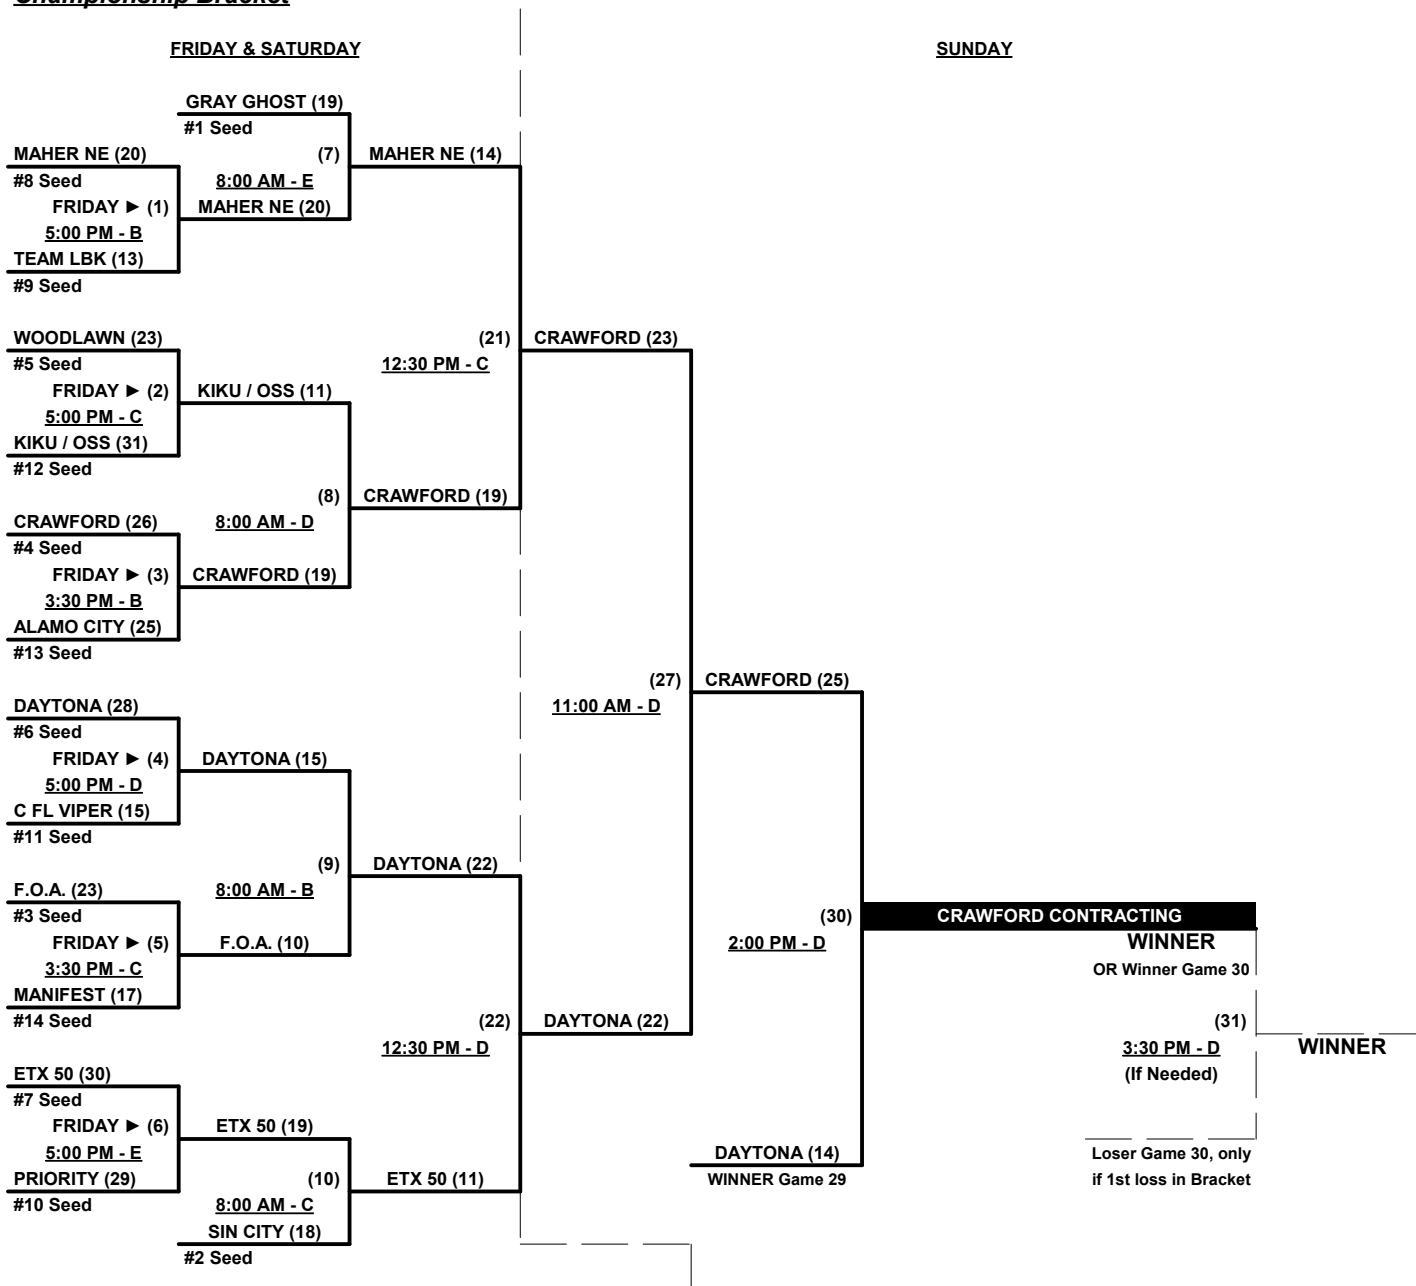 Championship Bracket
FRIDAY & SATURDAY
SUNDAY
GRAY GHOST (19)
#1 Seed
MAHER NE (20)
(7)
MAHER NE (14)
#8 Seed
8:00 AM - E
FRIDAY ► (1)
MAHER NE (20)
5:00 PM - B
TEAM LBK (13)
#9 Seed
WOODLAWN (23)
(21)
CRAWFORD (23)
#5 Seed
12:30 PM - C
FRIDAY ► (2)
KIKU / OSS (11)
5:00 PM - C
KIKU / OSS (31)
#12 Seed
(8)
CRAWFORD (19)
CRAWFORD (26)
8:00 AM - D
#4 Seed
FRIDAY ► (3)
CRAWFORD (19)
3:30 PM - B
ALAMO CITY (25)
#13 Seed
(27)
CRAWFORD (25)
DAYTONA (28)
11:00 AM - D
#6 Seed
FRIDAY ► (4)
DAYTONA (15)
5:00 PM - D
C FL VIPER (15)
#11 Seed
(9)
DAYTONA (22)
F.O.A. (23)
8:00 AM - B
#3 Seed
(30)
CRAWFORD CONTRACTING
FRIDAY ► (5)
F.O.A. (10)
2:00 PM - D
WINNER
3:30 PM - C
OR Winner Game 30
MANIFEST (17)
#14 Seed
(22)
DAYTONA (22)
(31)
12:30 PM - D
3:30 PM - D
WINNER
(If Needed)
ETX 50 (30)
#7 Seed
FRIDAY ► (6)
ETX 50 (19)
5:00 PM - E
DAYTONA (14)
Loser Game 30, only
PRIORITY (29)
(10)
ETX 50 (11)
WINNER Game 29
if 1st loss in Bracket
#10 Seed
8:00 AM - C
SIN CITY (18)
#2 Seed